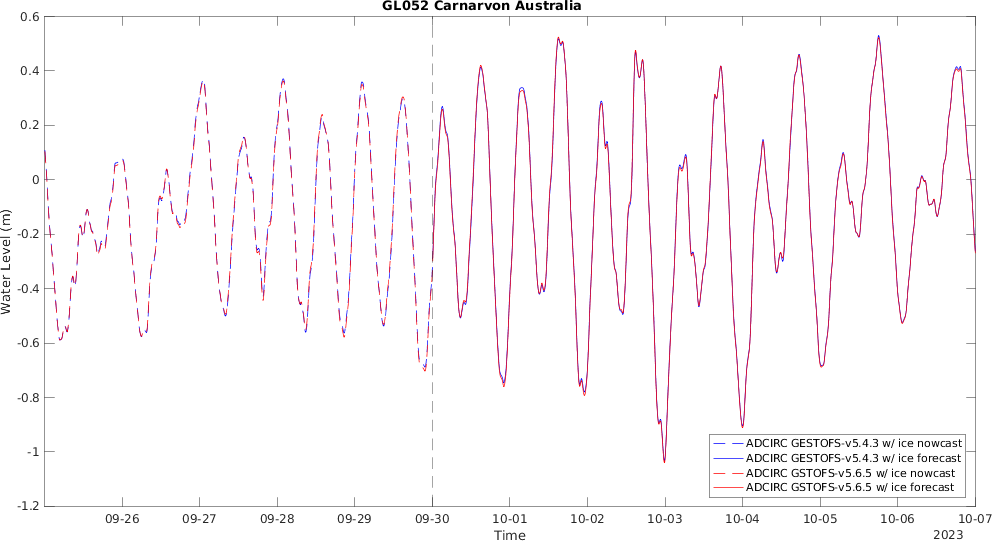 GL052 Carnarvon Australia
0.6
0.4
0.2
0
-0.2
-0.4
-0.6
-0.8
-1
-1.2
Water Level (m)
ADCIRC GESTOFS-v5.4.3 w/ ice nowcast
ADCIRC GESTOFS-v5.4.3 w/ ice forecast
ADCIRC GSTOFS-v5.6.5 w/ ice nowcast
ADCIRC GSTOFS-v5.6.5 w/ ice forecast
09-26 09-27 09-28 09-29 09-30 10-01 10-02 10-03 10-04 10-05 10-06 10-07
Time
2023